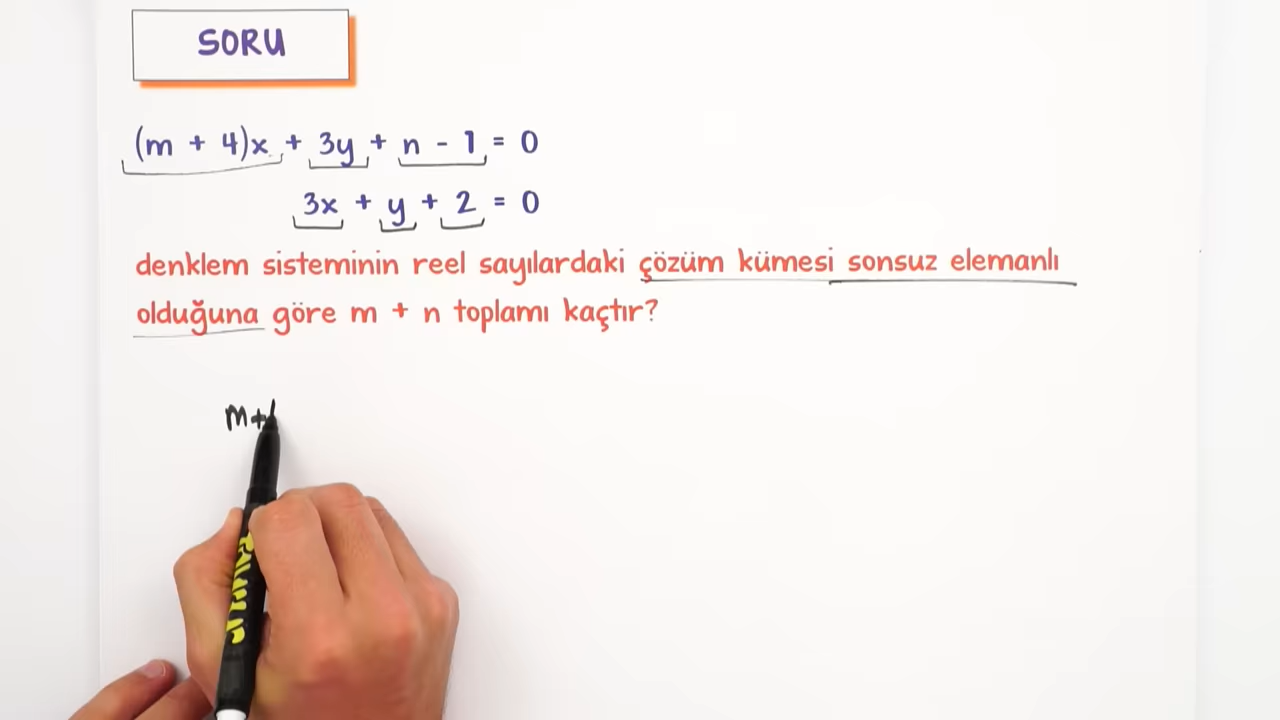 SORU
(m + 4)x + 3y + n - 1 = 0
3x + y + 2 = 0
denklem sisteminin reel sayılardaki çözüm kümesi sonsuz elemanlı
olduğuna göre m + n toplamı kaçtır?
m+